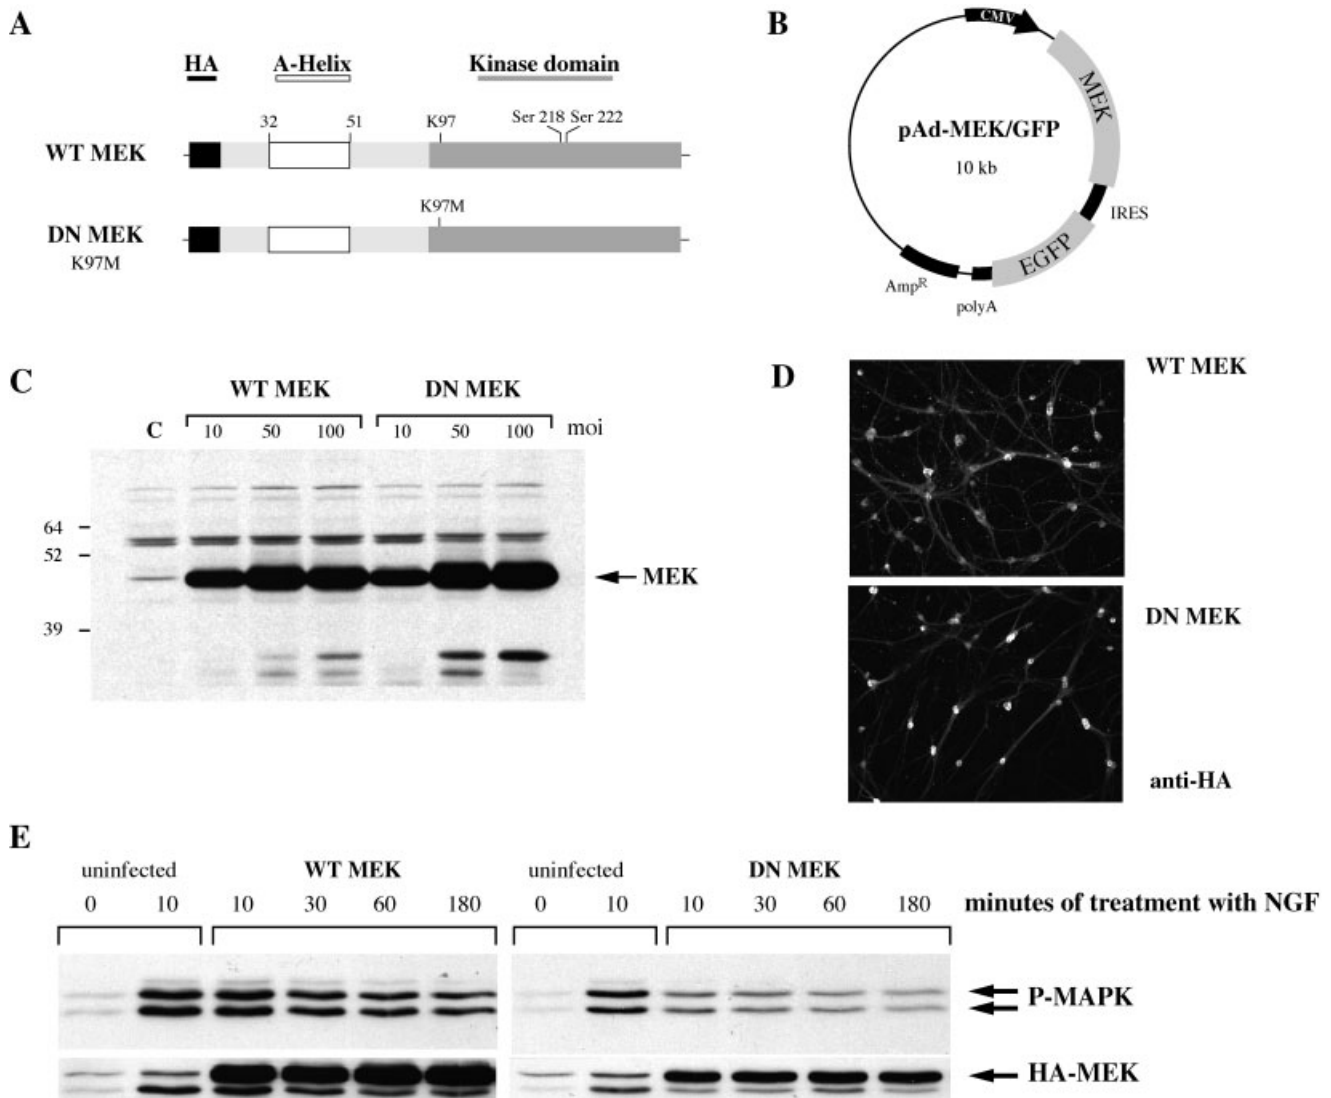 A
HA A-Helix Kinase domain
32 51 K97 Ser 218 Ser 222
WT MEK
K97M
DN MEK
K97M
B
CMV
MEK
pAd-MEK/GFP
10 kb
IRES
EGFP
AmpR
polyA
C
WT MEK DN MEK
C 10 50 100 10 50 100 moi
64
52
MEK
39
D
WT MEK
DN MEK
anti-HA
E
uninfected WT MEK uninfected DN MEK
0 10 10 30 60 180 0 10 10 30 60 180 minutes of treatment with NGF
P-MAPK
HA-MEK